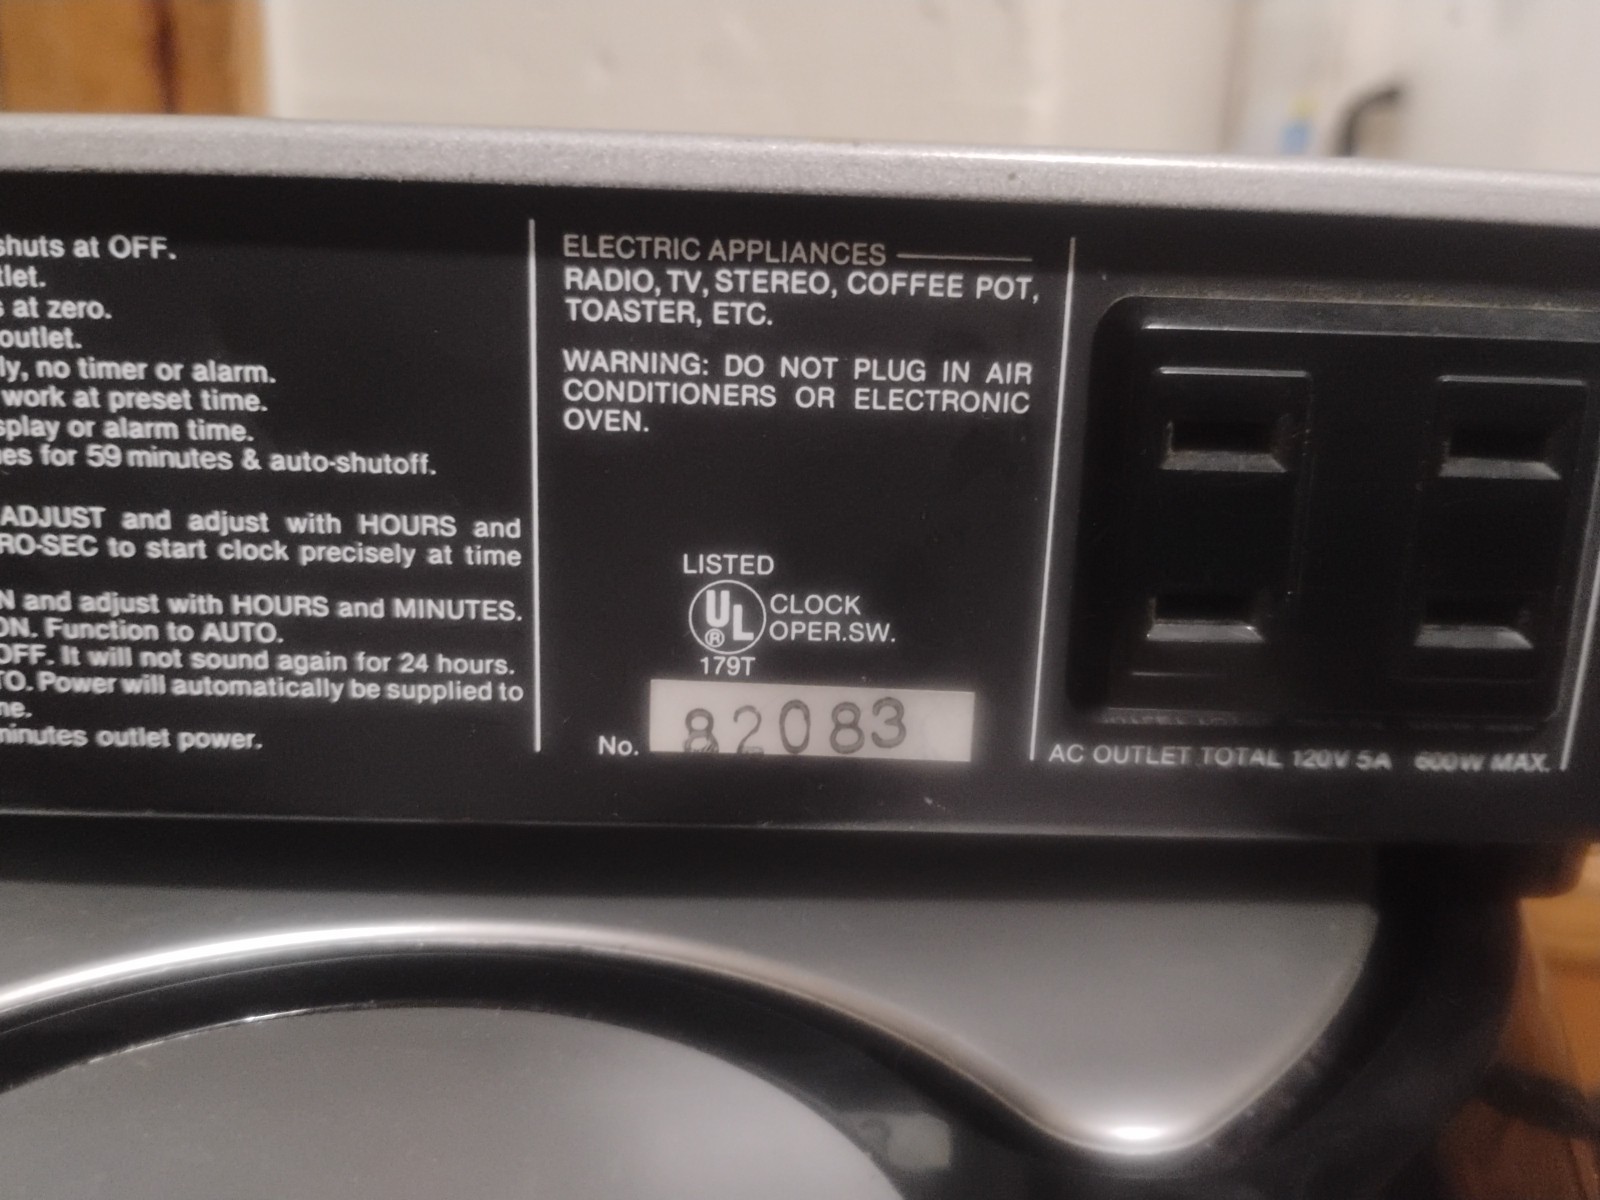 shuts at OFF.
tlet.
s at zero.
outlet.
ly, no timer or alarm.
work at preset time.
splay or alarm time.
es for 59 minutes & auto-shutoff.
ADJUST and adjust with HOURS and
RO-SEC to start clock precisely at time
N and adjust with HOURS and MINUTES.
ON. Function to AUTO.
OFF. It will not sound again for 24 hours.
TO. Power will automatically be supplied to
ne.
minutes outlet power.
ELECTRIC APPLIANCES
RADIO, TV, STEREO, COFFEE POT,
TOASTER, ETC.
WARNING: DO NOT PLUG IN AIR
CONDITIONERS OR ELECTRONIC
OVEN.
LISTED
UL ® CLOCK
OPER.SW.
179T
No. 82083
AC OUTLET TOTAL 120V 5A 600W MAX.